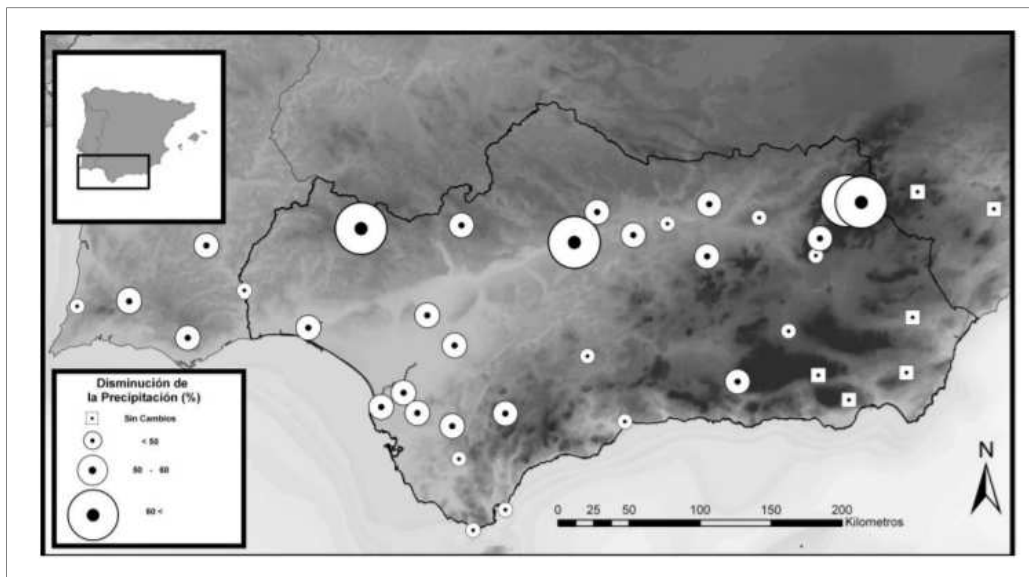 Disminución de
la Precipitación (%)
Sin Cambios
< 50
50 - 60
60 <
N
0 25 50 100 150 200
Kilometros